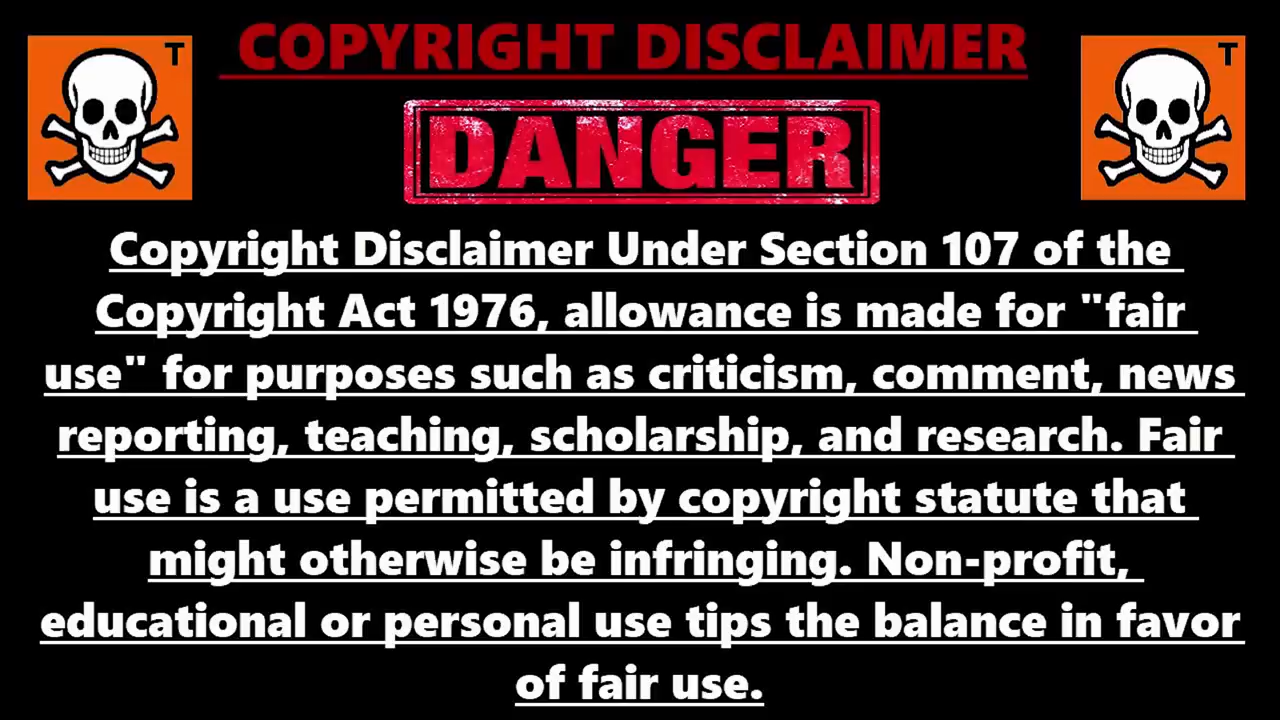 T
COPYRIGHT DISCLAIMER
T
DANGER
Copyright Disclaimer Under Section 107 of the
Copyright Act 1976, allowance is made for "fair
use" for purposes such as criticism, comment, news
reporting, teaching, scholarship, and research. Fair
use is a use permitted by copyright statute that
might otherwise be infringing. Non-profit,
educational or personal use tips the balance in favor
of fair use.